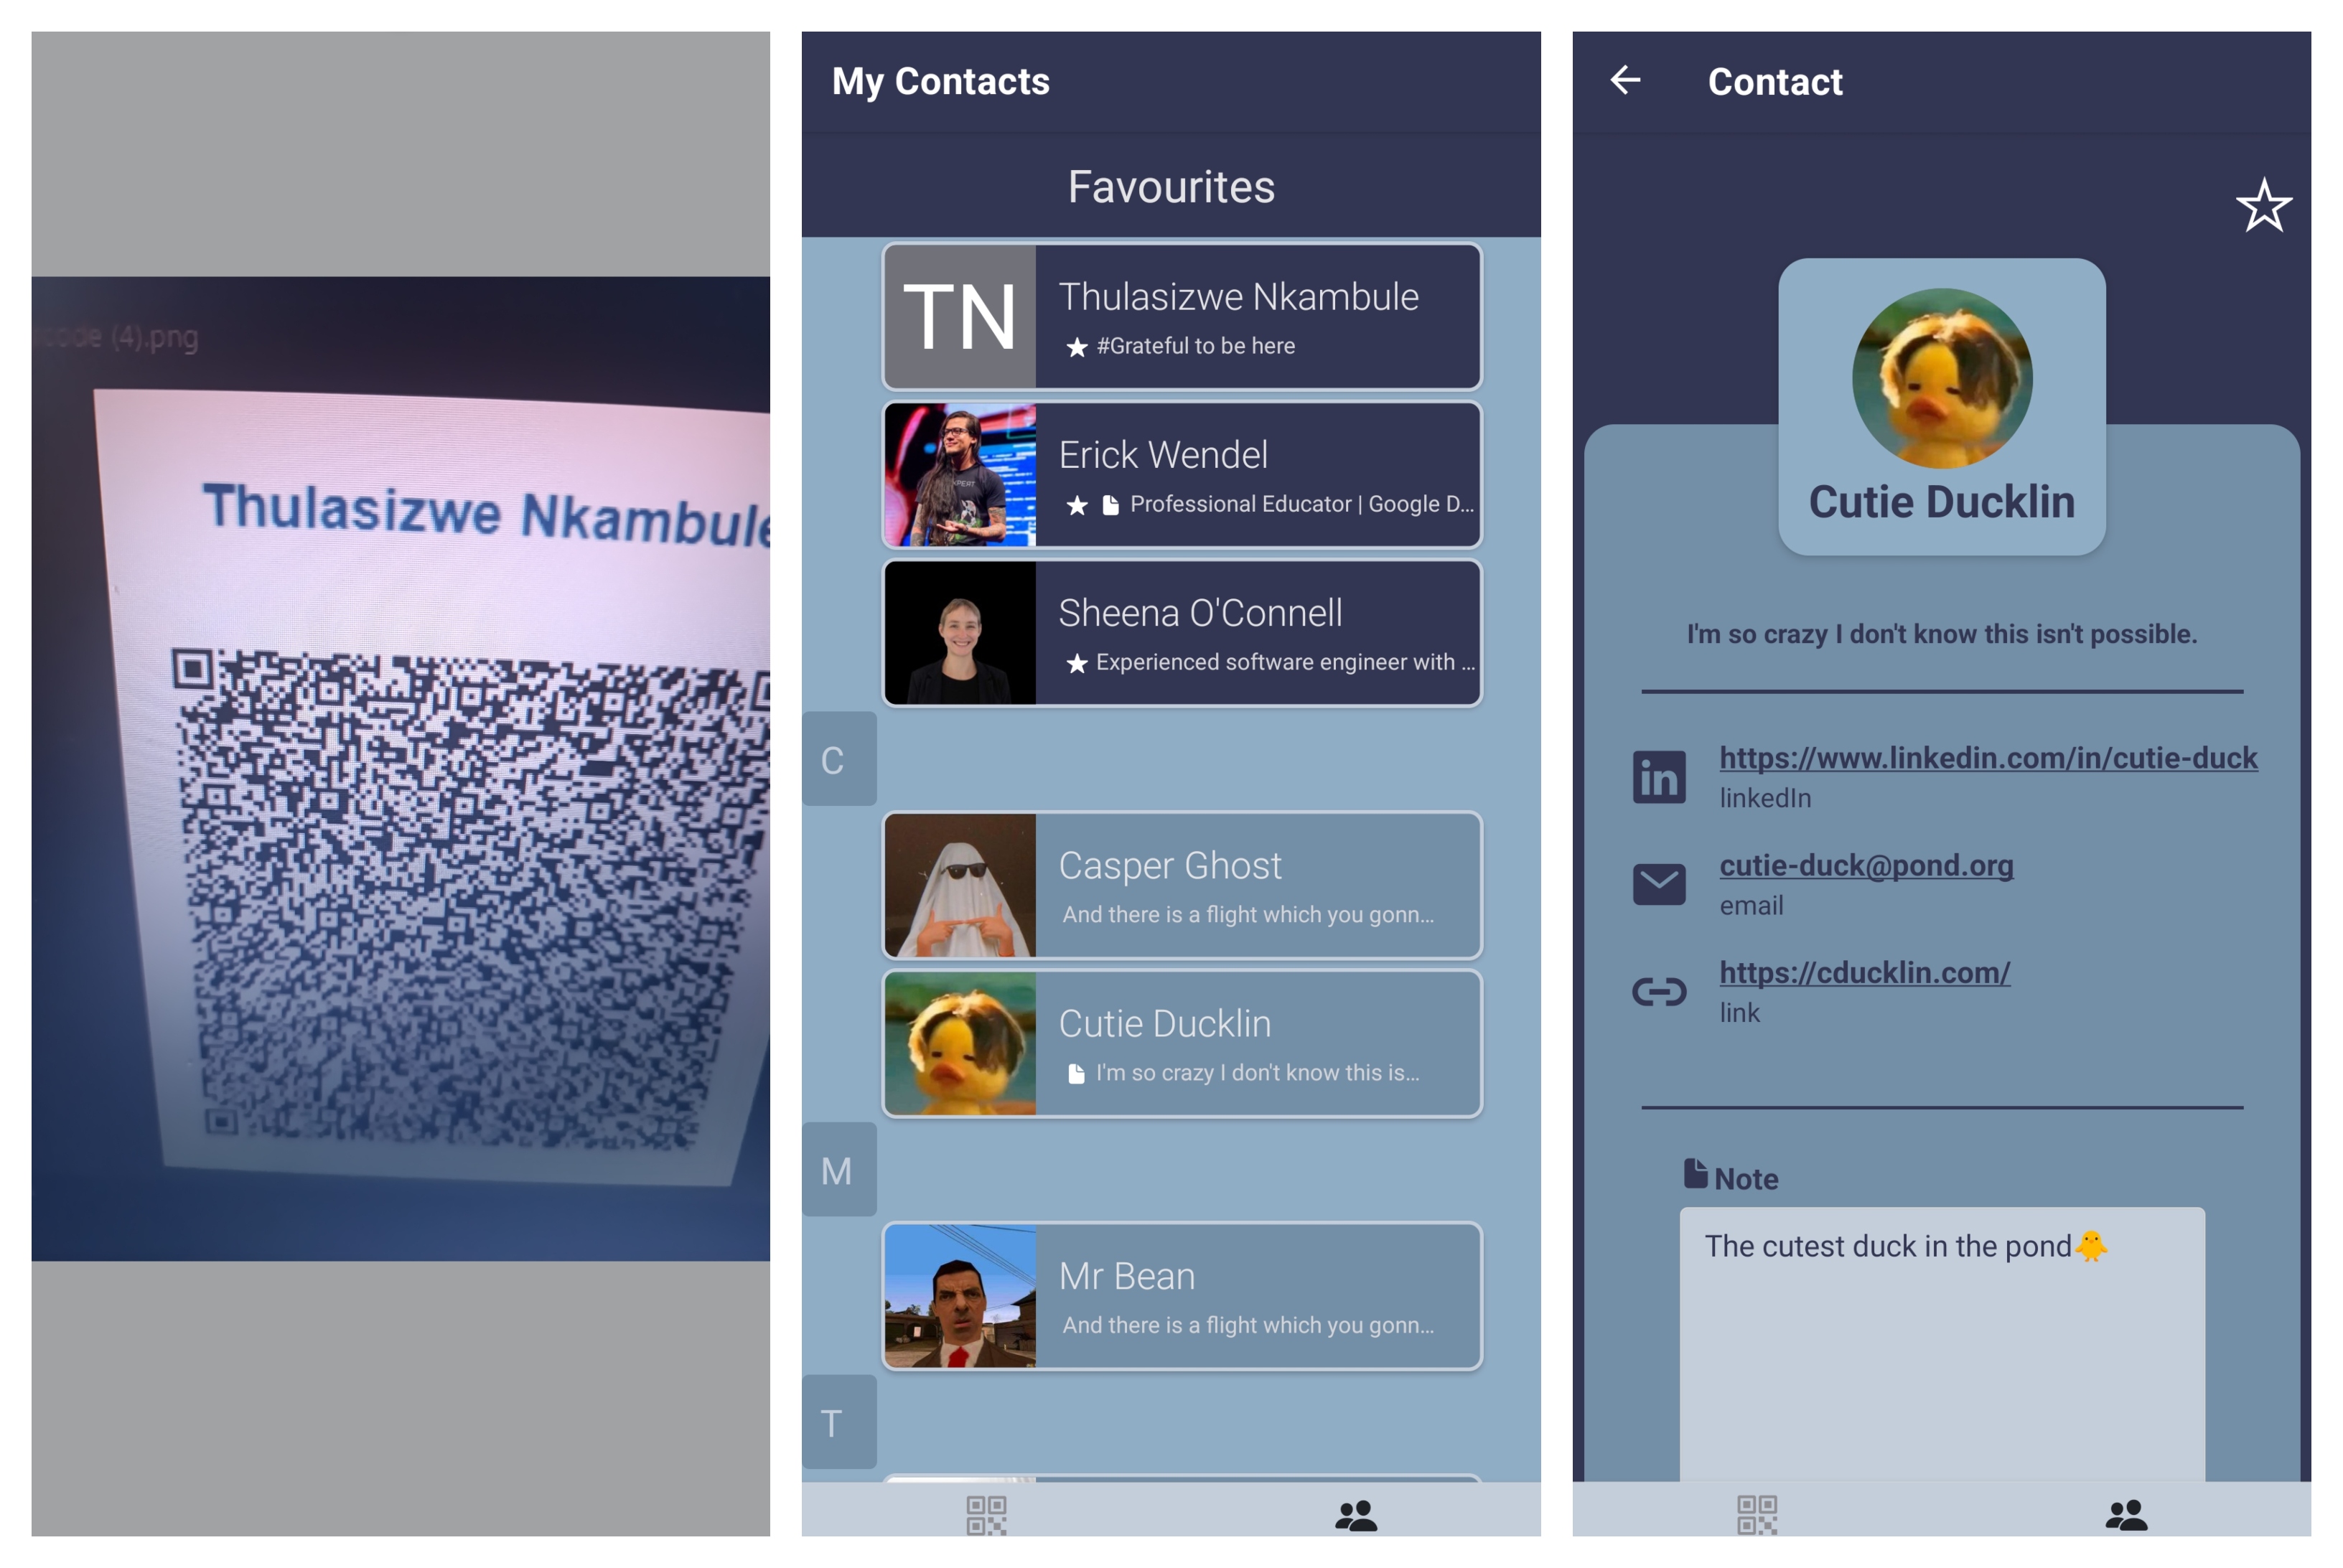 code (4).png
Thulasizwe Nkambule
My Contacts
Favourites
TN
Thulasizwe Nkambule
#Grateful to be here
Erick Wendel
XPERT
Professional Educator | Google D...
Sheena O'Connell
Experienced software engineer with ...
C
Casper Ghost
And there is a flight which you gonn...
Cutie Ducklin
I'm so crazy I don't know this is...
M
Mr Bean
And there is a flight which you gonn...
T
Contact
Cutie Ducklin
I'm so crazy I don't know this isn't possible.
in
https://www.linkedin.com/in/cutie-duck
linkedIn
cutie-duck@pond.org
email
https://cducklin.com/
link
Note
The cutest duck in the pond🐥